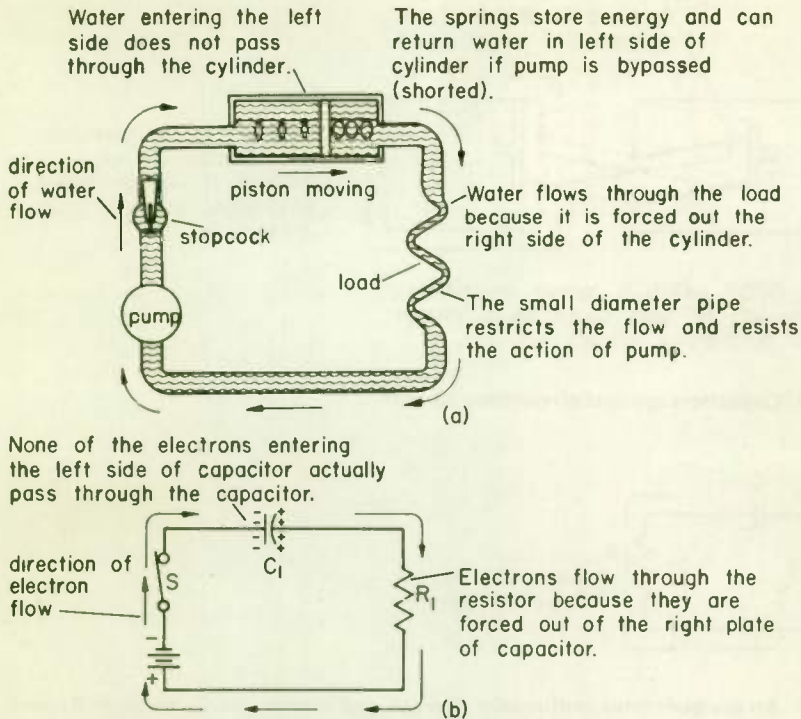 Water entering the left
side does not pass
through the cylinder.
The springs store energy and can
return water in left side of
cylinder if pump is bypassed
(shorted).
direction
of water
flow
piston moving
stopcock
Water flows through the load
because it is forced out the
right side of the cylinder.
load
pump
The small diameter pipe
restricts the flow and resists
the action of pump.
(a)
None of the electrons entering
the left side of capacitor actually
pass through the capacitor.
- +
- +
- +
- +
C1
direction of
electron
flow
S
R1
Electrons flow through the
resistor because they are
forced out of the right plate
of capacitor.
-
+
(b)